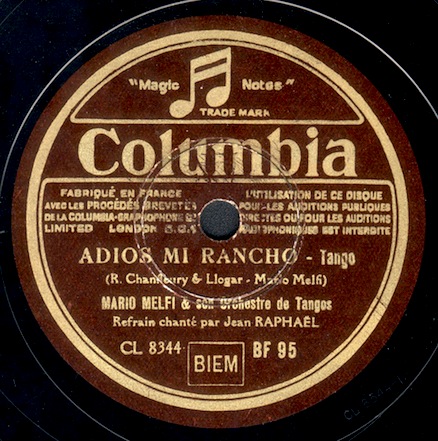 "Magic Notes"
TRADE MARK
Columbia
FABRIQUÉ EN FRANCE
AVEC LES PROCÉDÉS BREVETÉS
DE LA COLUMBIA-GRAPHOPHONE
LIMITED LONDON
L'UTILISATION DE CE DISQUE
POUR LES AUDITIONS PUBLIQUES
DIRECTES OU POUR LES AUDITIONS
RADIOPHONIQUES EST INTERDITE
ADIOS MI RANCHO - Tango
(R. Chanfleury & Llogar - Mario Melfi)
MARIO MELFI & son Orchestre de Tangos
Refrain chanté par Jean RAPHAËL
CL 8344 BIEM BF 95